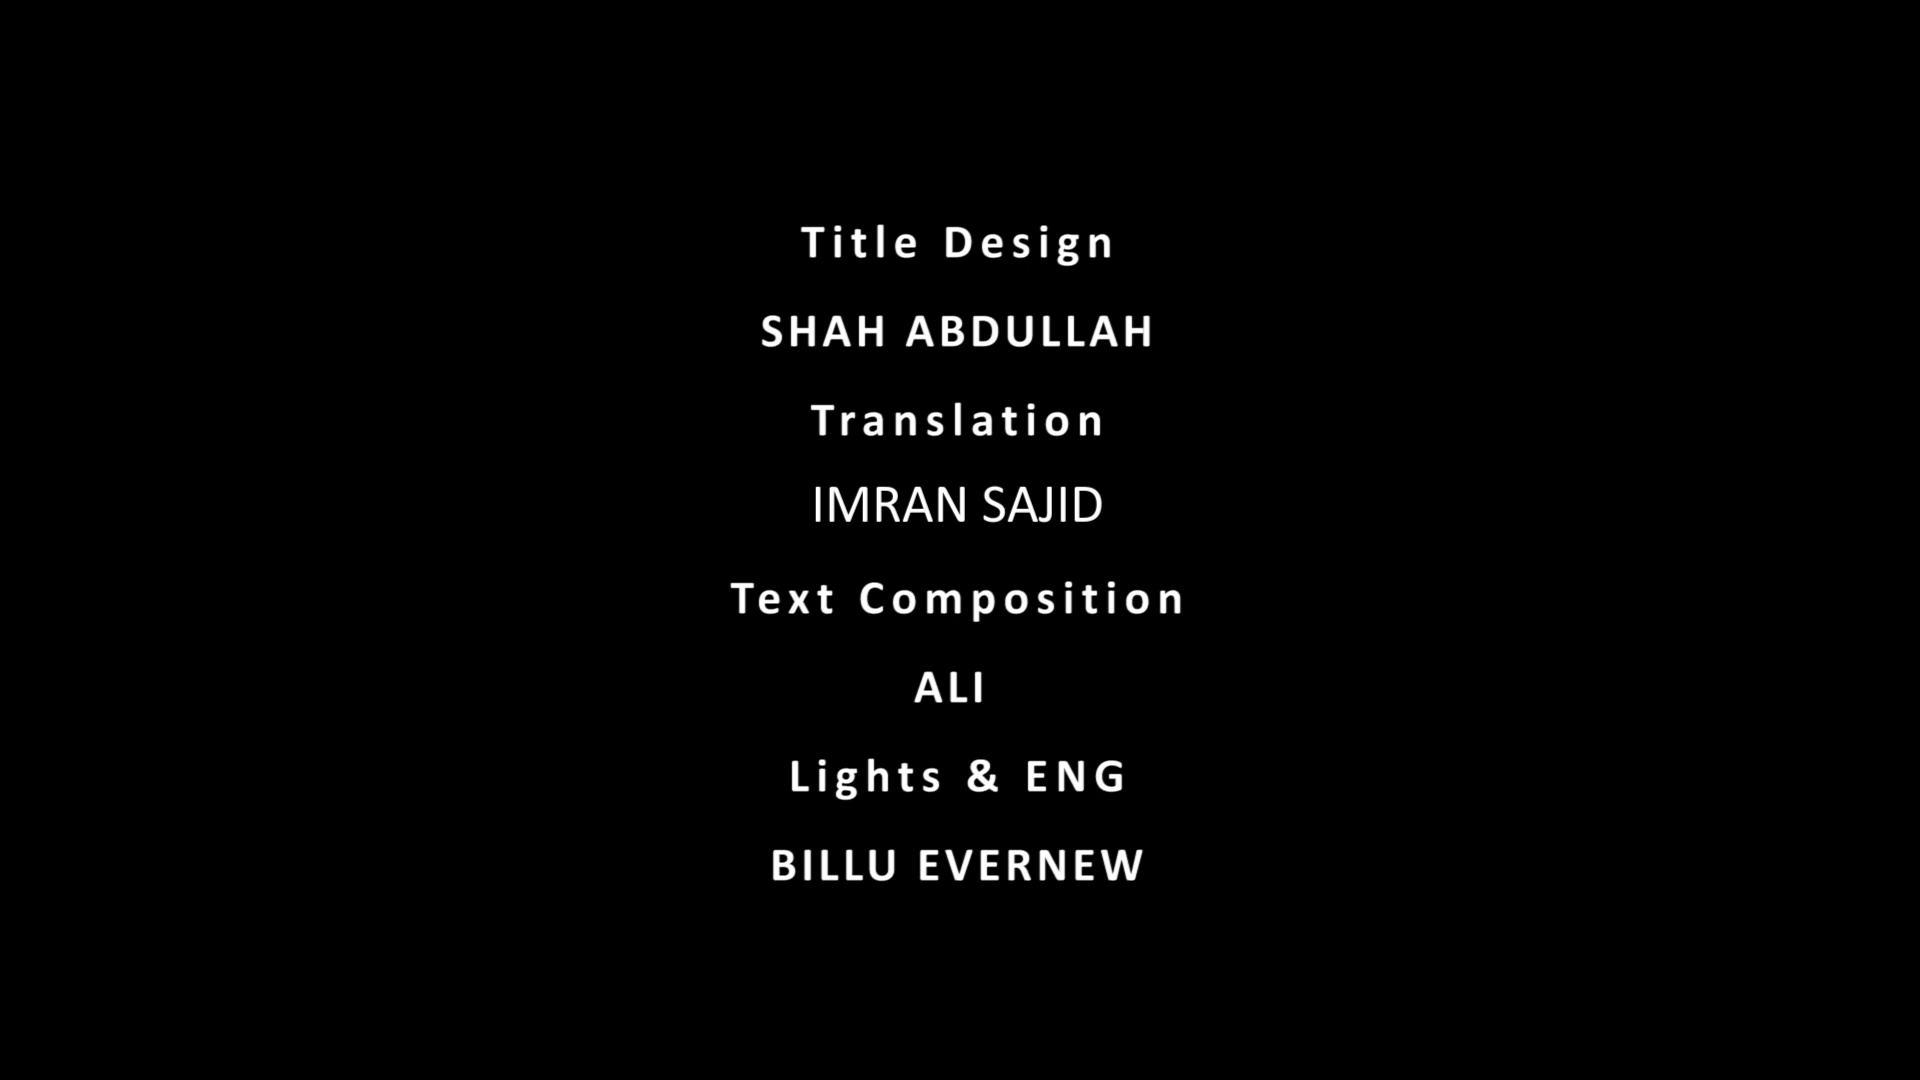 Title Design
SHAH ABDULLAH
Translation
IMRAN SAJID
Text Composition
ALI
Lights & ENG
BILLU EVERNEW